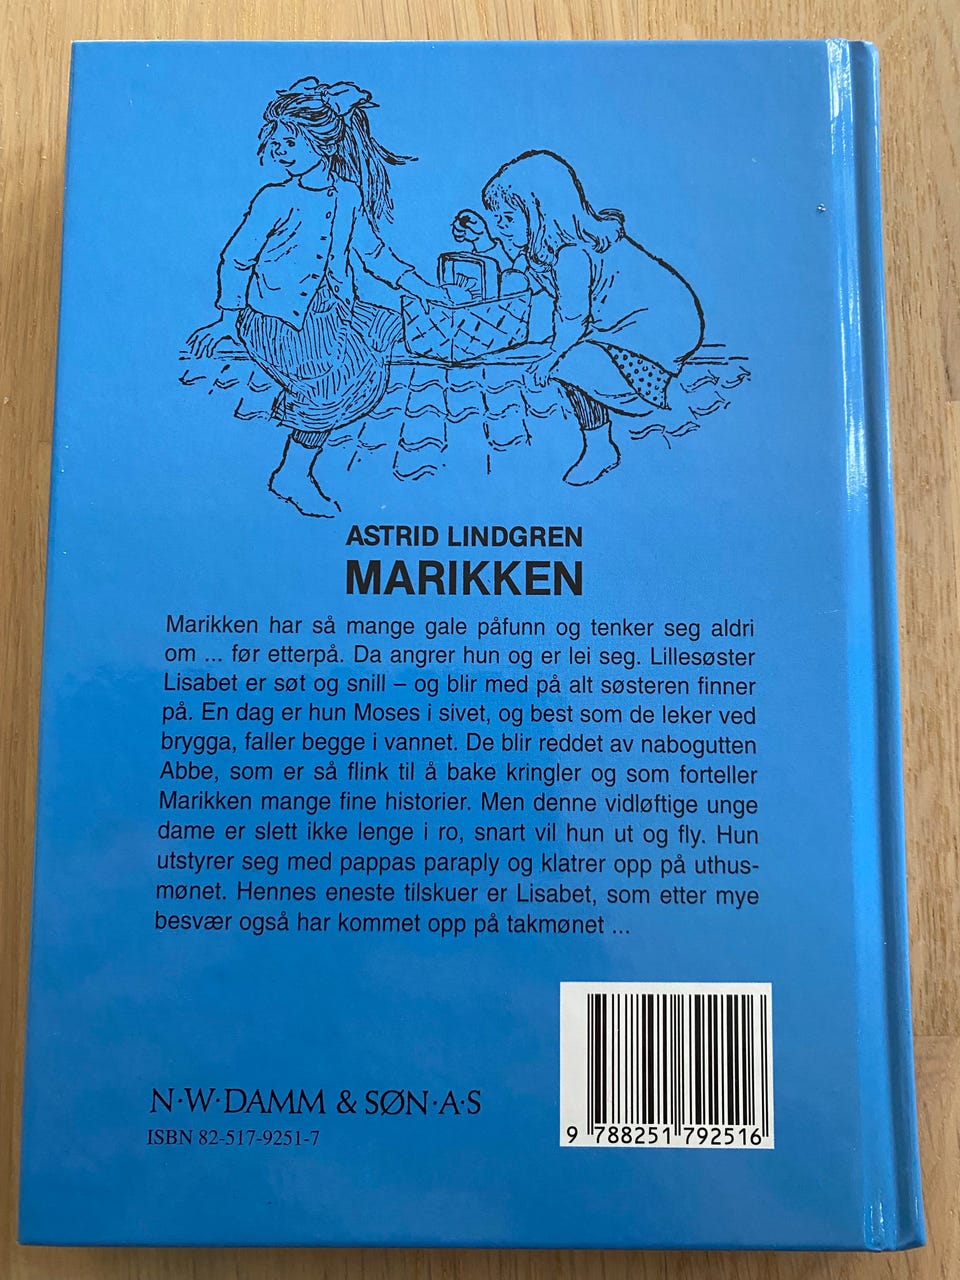 ASTRID LINDGREN
MARIKKEN
Marikken har så mange gale påfunn og tenker seg aldri
om ... før etterpå. Da angrer hun og er lei seg. Lillesøster
Lisabet er søt og snill – og blir med på alt søsteren finner
på. En dag er hun Moses i sivet, og best som de leker ved
brygga, faller begge i vannet. De blir reddet av nabogutten
Abbe, som er så flink til å bake kringler og som forteller
Marikken mange fine historier. Men denne vidløftige unge
dame er slett ikke lenge i ro, snart vil hun ut og fly. Hun
utstyrer seg med pappas paraply og klatrer opp på uthus-
mønet. Hennes eneste tilskuer er Lisabet, som etter mye
besvær også har kommet opp på takmønet ...
N·W·DAMM & SØN·A·S
ISBN 82-517-9251-7
9 788251 792516